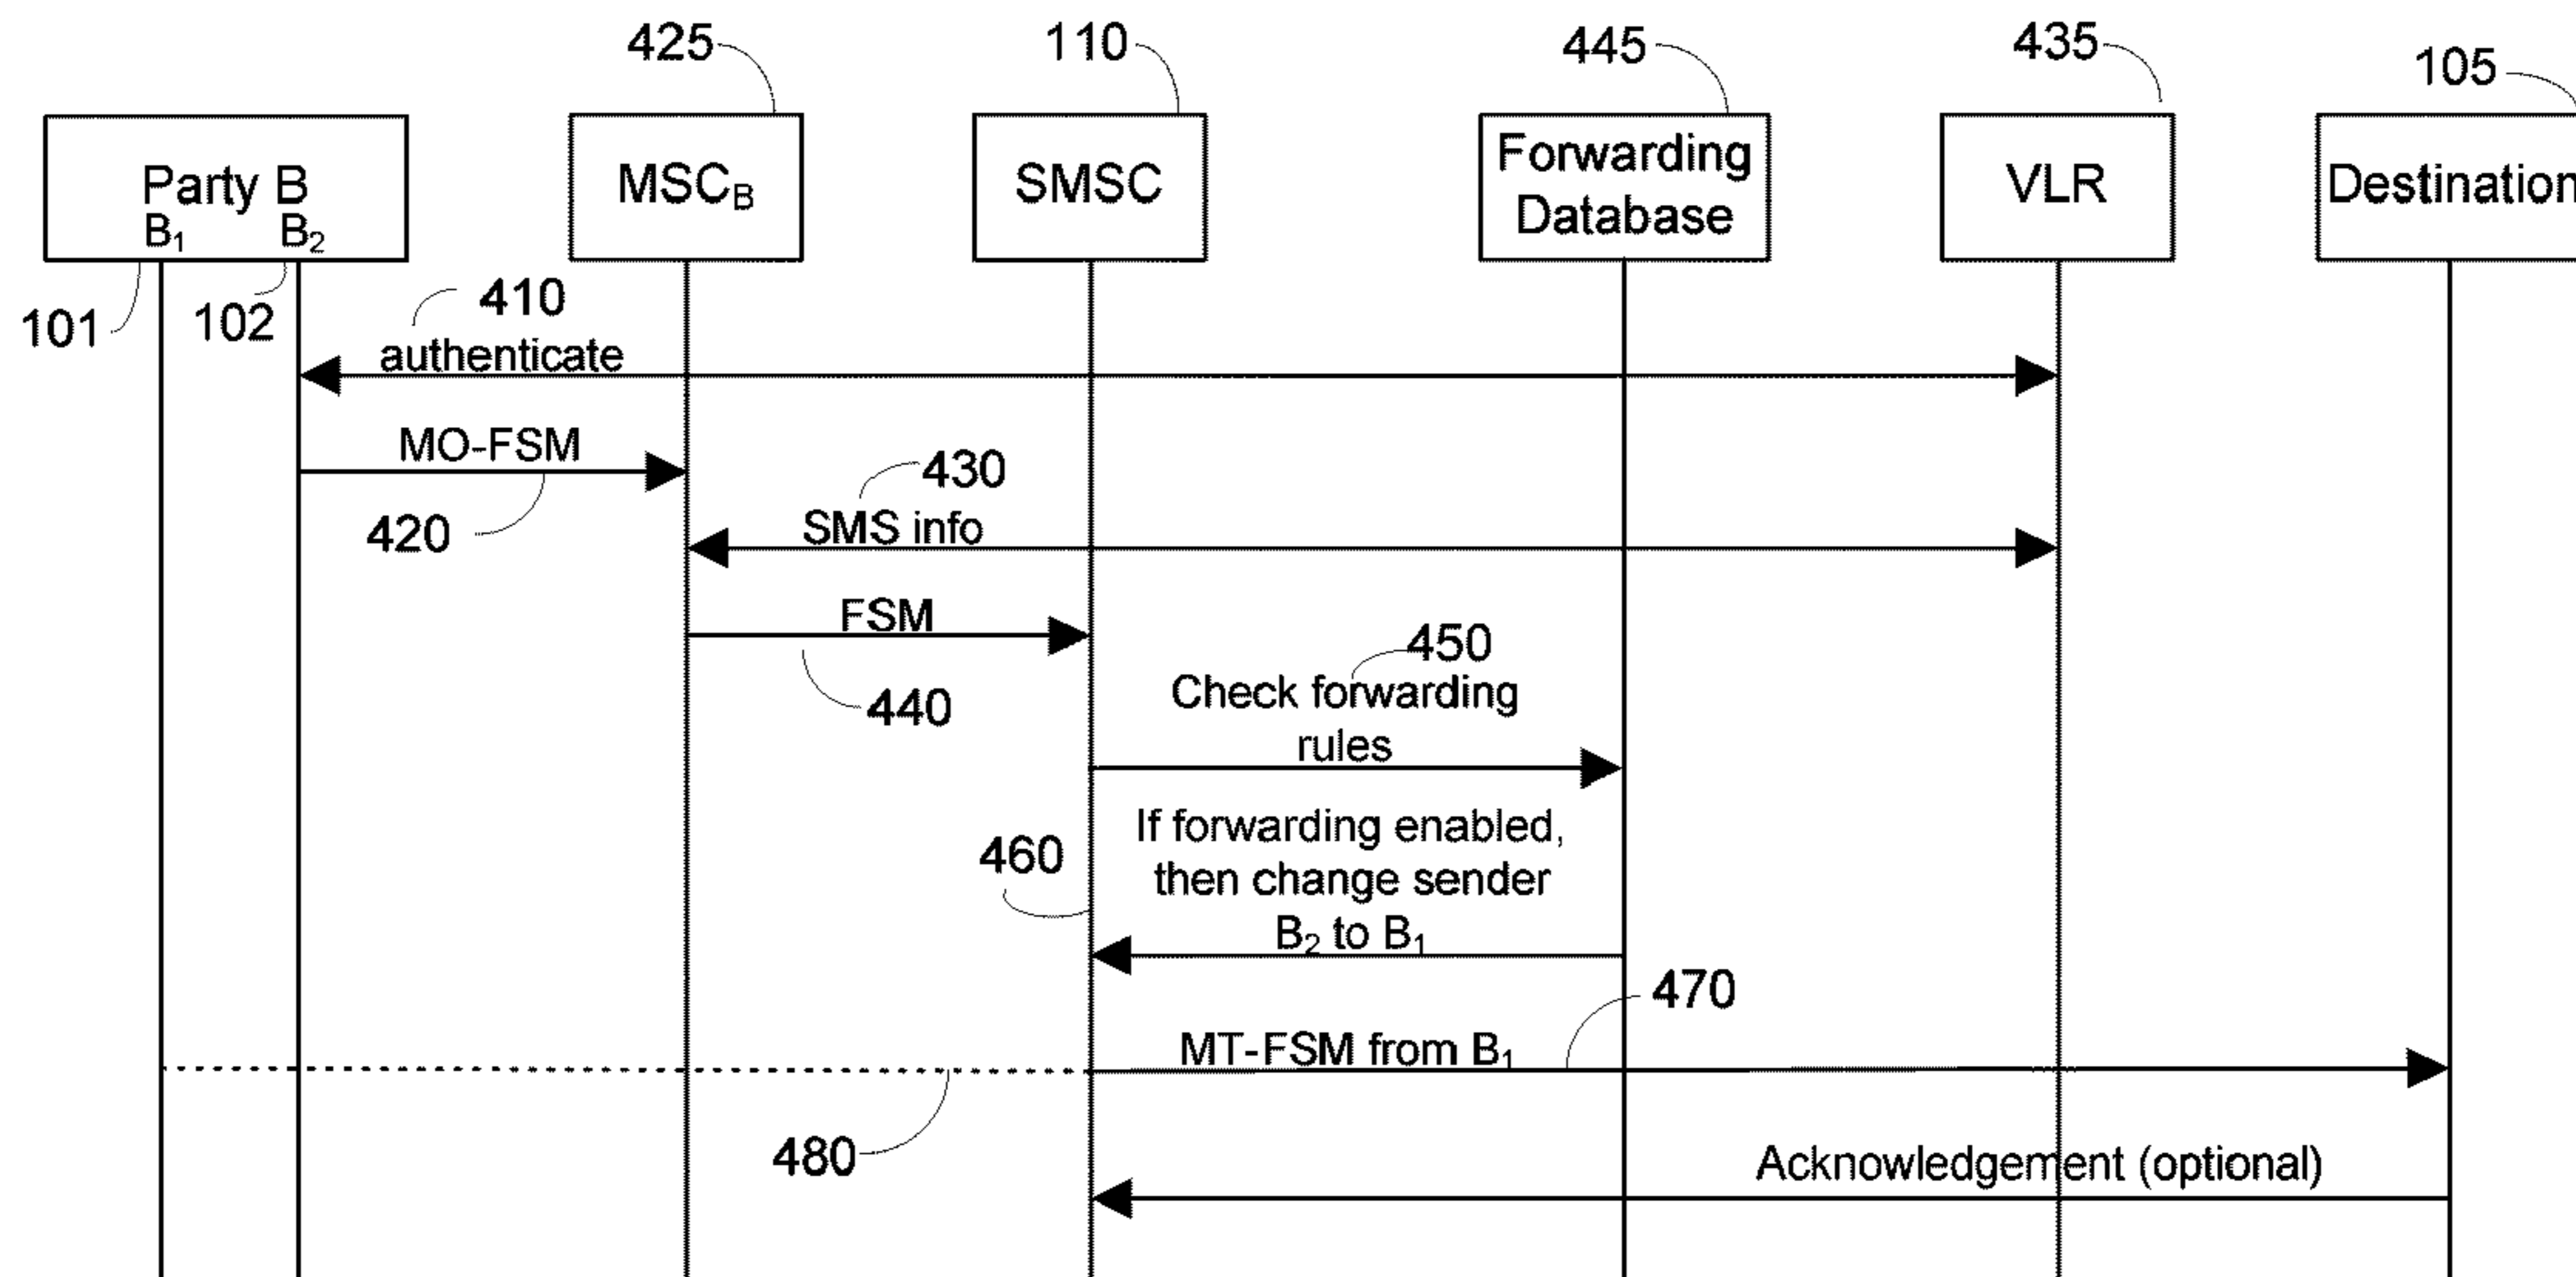 425
110
445
435
105
Party B
B₁ B₂
MSC_B
SMSC
Forwarding
Database
VLR
Destination
101
102
410
authenticate
MO-FSM
420
430
SMS info
FSM
440
450
Check forwarding
rules
460
If forwarding enabled,
then change sender
B₂ to B₁
470
MT-FSM from B₁
480
Acknowledgement (optional)